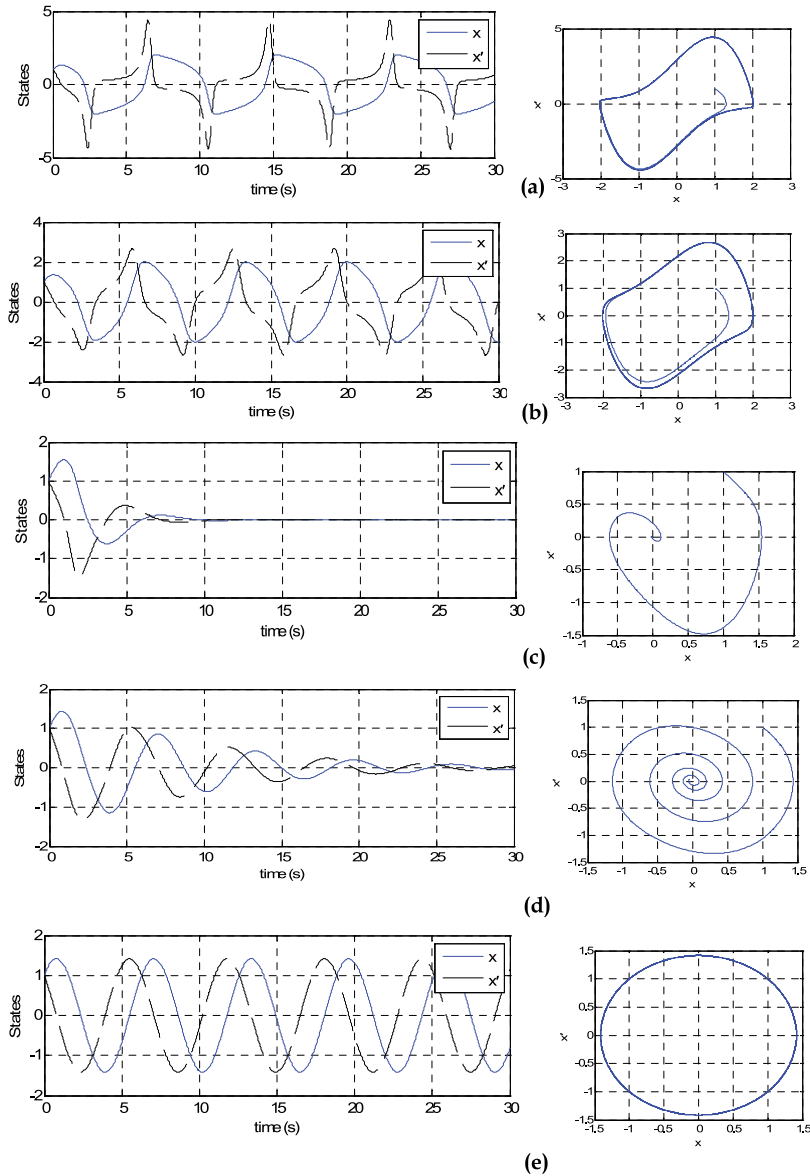 5
0
-5
0 5 10 15 20 25 30
States
time (s)
x
x'
5
0
-5
-3 -2 -1 0 1 2 3
x
x
(a)
4
2
0
-2
-4
0 5 10 15 20 25 30
States
time (s)
x
x'
3
2
1
0
-1
-2
-3
-3 -2 -1 0 1 2 3
x
x
(b)
2
1
0
-1
-2
0 5 10 15 20 25 30
States
time (s)
x
x'
1
0.5
0
-0.5
-1
-1.5
-1 -0.5 0 0.5 1 1.5 2
x'
x
(c)
2
1
0
-1
-2
0 5 10 15 20 25 30
States
time (s)
x
x'
1.5
1
0.5
0
-0.5
-1
-1.5
-1.5 -1 -0.5 0 0.5 1 1.5
x'
x
(d)
2
1
0
-1
-2
0 5 10 15 20 25 30
States
time (s)
x
x'
1.5
1
0.5
0
-0.5
-1
-1.5
-1.5 -1 -0.5 0 0.5 1 1.5
x'
x
(e)